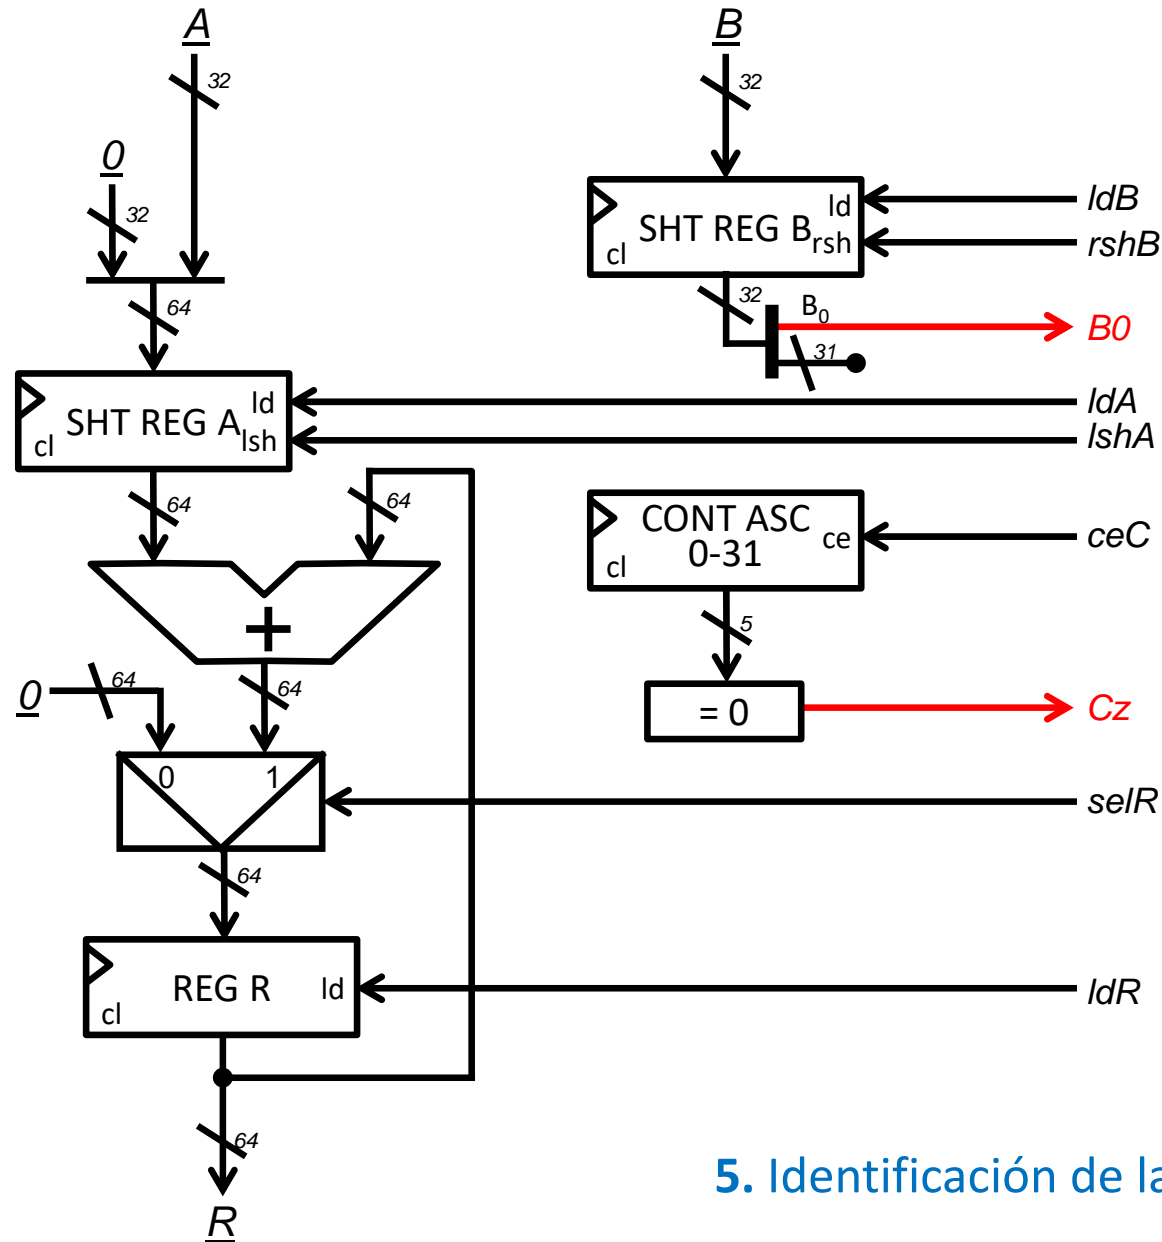 A
B
32
32
0
32
ld
SHT REG B
rsh
cl
ldB
rshB
64
32
B0
B0
31
ld
SHT REG A
lsh
cl
ldA
lshA
64
64
CONT ASC
0-31
ce
cl
ceC
+
5
0
64
64
= 0
Cz
0
1
selR
64
REG R
ld
cl
ldR
64
R
5. Identificación de la